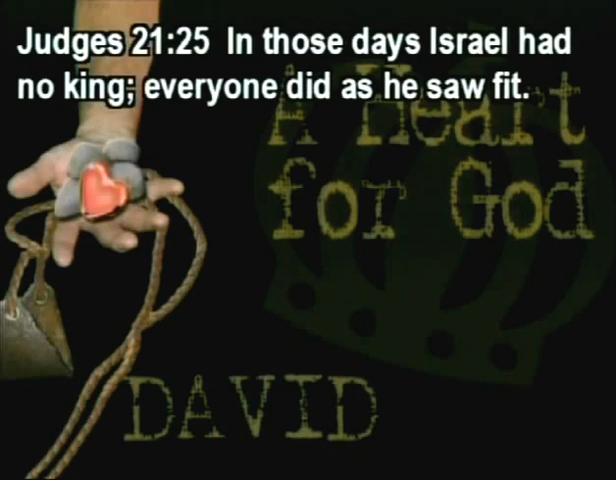 Judges 21:25  In those days Israel had
no king; everyone did as he saw fit.
A Heart
for God
DAVID